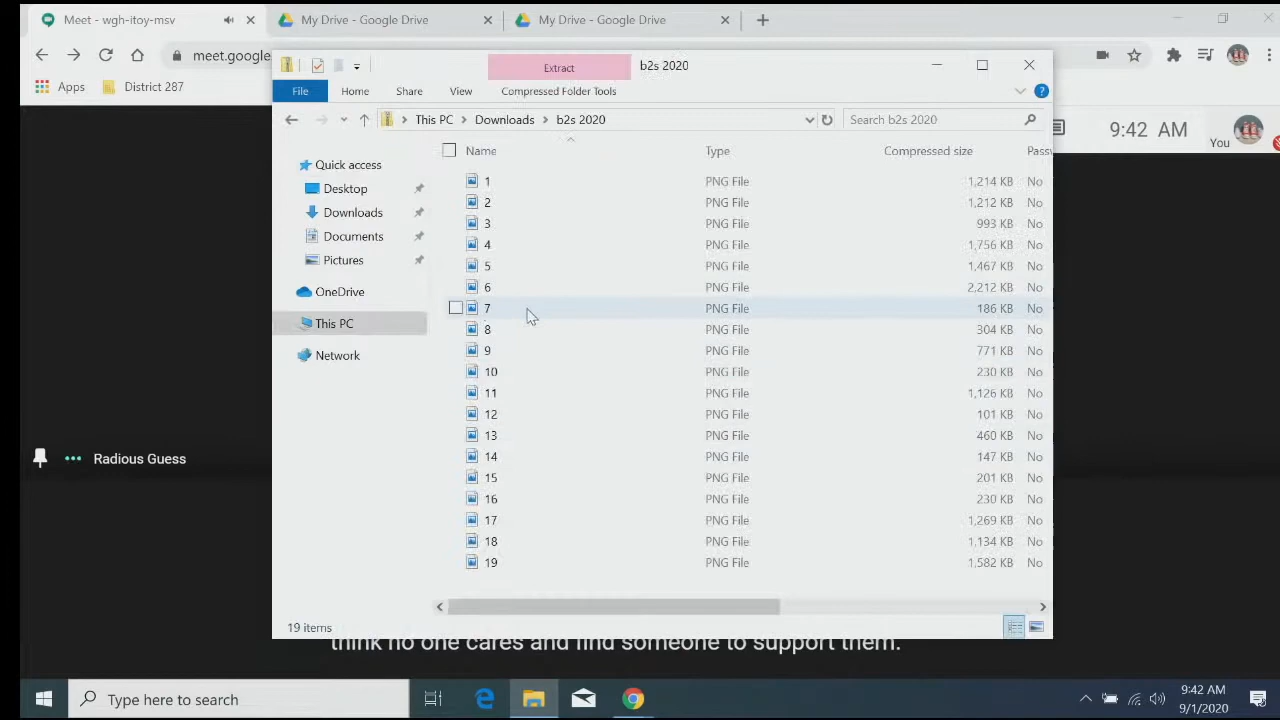 Meet - wgh-itoy-msv
My Drive - Google Drive
My Drive - Google Drive
meet.google
Apps
District 287
Extract
b2s 2020
File
Home
Share
View
Compressed Folder Tools
This PC > Downloads > b2s 2020
Search b2s 2020
9:42 AM
You
Name Type Compressed size Pass
Quick access
Desktop
Downloads
Documents
Pictures
OneDrive
This PC
Network
1 PNG File 1,214 KB No
2 PNG File 1,212 KB No
3 PNG File 993 KB No
4 PNG File 1,756 KB No
5 PNG File 1,467 KB No
6 PNG File 2,212 KB No
7 PNG File 186 KB No
8 PNG File 304 KB No
9 PNG File 771 KB No
10 PNG File 230 KB No
11 PNG File 1,126 KB No
12 PNG File 101 KB No
13 PNG File 460 KB No
14 PNG File 147 KB No
15 PNG File 201 KB No
16 PNG File 230 KB No
17 PNG File 1,269 KB No
18 PNG File 1,134 KB No
19 PNG File 1,582 KB No
Radious Guess
19 items
think no one cares and find someone to support them.
Type here to search
9:42 AM
9/1/2020